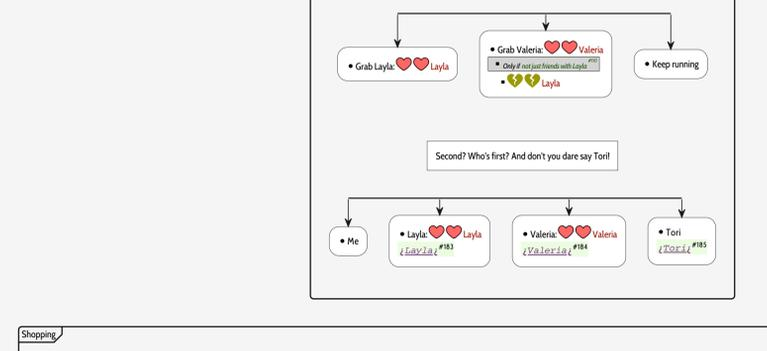 • Grab Layla: Layla
• Grab Valeria: Valeria
▪ Only if not just friends with Layla
▪ Layla
• Keep running
Second? Who's first? And don't you dare say Tori!
• Me
• Layla: Layla
¿Layla¿ #183
• Valeria: Valeria
¿Valeria¿ #184
• Tori
¿Tori¿ #185
Shopping